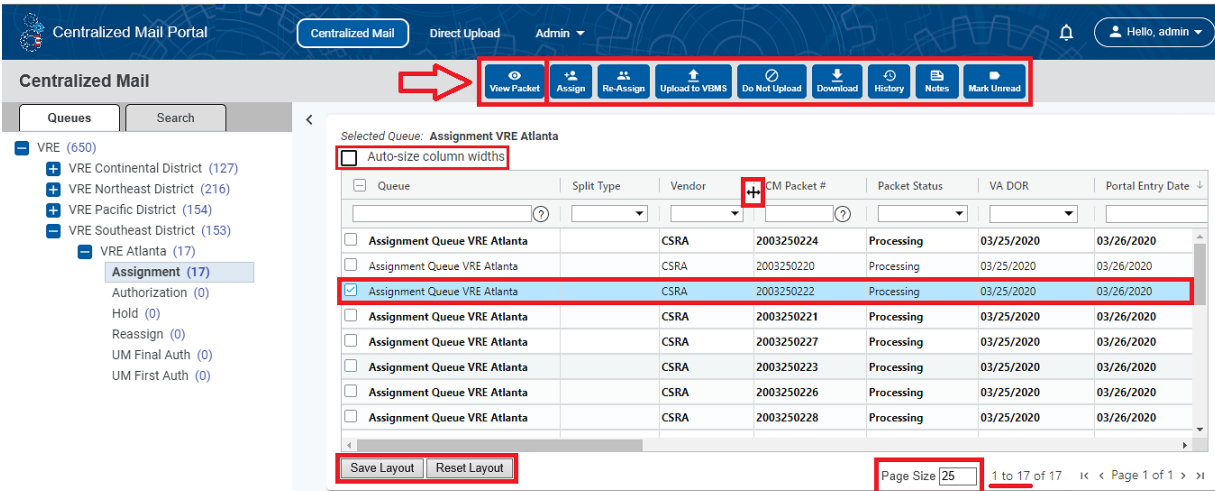 Centralized Mail Portal
Centralized Mail Direct Upload Admin
Hello, admin
Centralized Mail
View Packet Assign Re-Assign Upload to VBMS Do Not Upload Download History Notes Mark Unread
Queues Search
VRE (650)
VRE Continental District (127)
VRE Northeast District (216)
VRE Pacific District (154)
VRE Southeast District (153)
VRE Atlanta (17)
Assignment (17)
Authorization (0)
Hold (0)
Reassign (0)
UM Final Auth (0)
UM First Auth (0)
Selected Queue: Assignment VRE Atlanta
Auto-size column widths
Queue Split Type Vendor CM Packet # Packet Status VA DOR Portal Entry Date
Assignment Queue VRE Atlanta CSRA 2003250224 Processing 03/25/2020 03/26/2020
Assignment Queue VRE Atlanta CSRA 2003250220 Processing 03/25/2020 03/26/2020
Assignment Queue VRE Atlanta CSRA 2003250222 Processing 03/25/2020 03/26/2020
Assignment Queue VRE Atlanta CSRA 2003250221 Processing 03/25/2020 03/26/2020
Assignment Queue VRE Atlanta CSRA 2003250227 Processing 03/25/2020 03/26/2020
Assignment Queue VRE Atlanta CSRA 2003250223 Processing 03/25/2020 03/26/2020
Assignment Queue VRE Atlanta CSRA 2003250226 Processing 03/25/2020 03/26/2020
Assignment Queue VRE Atlanta CSRA 2003250228 Processing 03/25/2020 03/26/2020
Save Layout Reset Layout
Page Size 25 1 to 17 of 17 Page 1 of 1